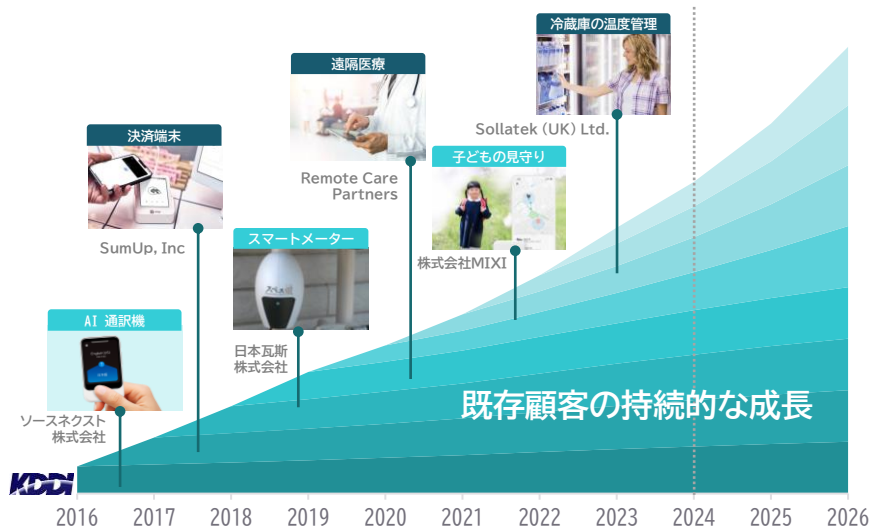 冷蔵庫の温度管理
Sollatek (UK) Ltd.
遠隔医療
Remote Care
Partners
決済端末
SumUp, Inc
子どもの見守り
株式会社MIXI
スマートメーター
日本瓦斯
株式会社
AI 通訳機
ソースネクスト
株式会社
既存顧客の持続的な成長
KDDI
2016 2017 2018 2019 2020 2021 2022 2023 2024 2025 2026